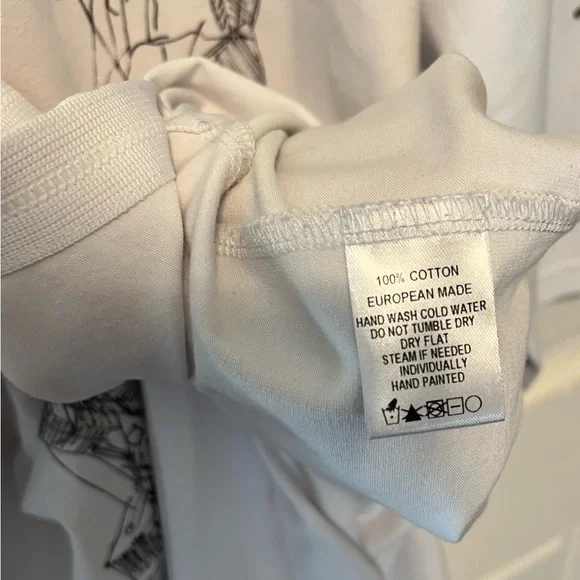 100% COTTON
EUROPEAN MADE
HAND WASH COLD WATER
DO NOT TUMBLE DRY
DRY FLAT
STEAM IF NEEDED
INDIVIDUALLY
HAND PAINTED